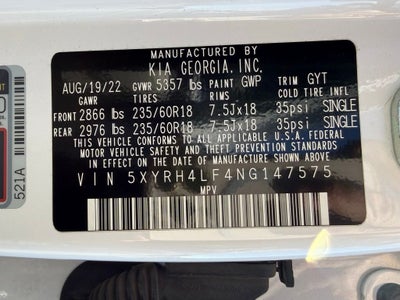 MANUFACTURED BY
KIA GEORGIA, INC.
AUG/19/22 GVWR 5357 lbs PAINT GWP TRIM GYT
GAWR TIRES RIMS COLD TIRE INFL
FRONT 2866 lbs 235/60R18 7.5Jx18 35psi SINGLE
REAR 2976 lbs 235/60R18 7.5Jx18 35psi SINGLE
THIS VEHICLE CONFORMS TO ALL APPLICABLE U.S.A. FEDERAL
MOTOR VEHICLE SAFETY, BUMPER, AND THEFT PREVENTION STANDARDS
IN EFFECT ON THE DATE OF MANUFACTURE SHOWN ABOVE.
VIN 5XYRH4LF4NG147575
MPV
521A